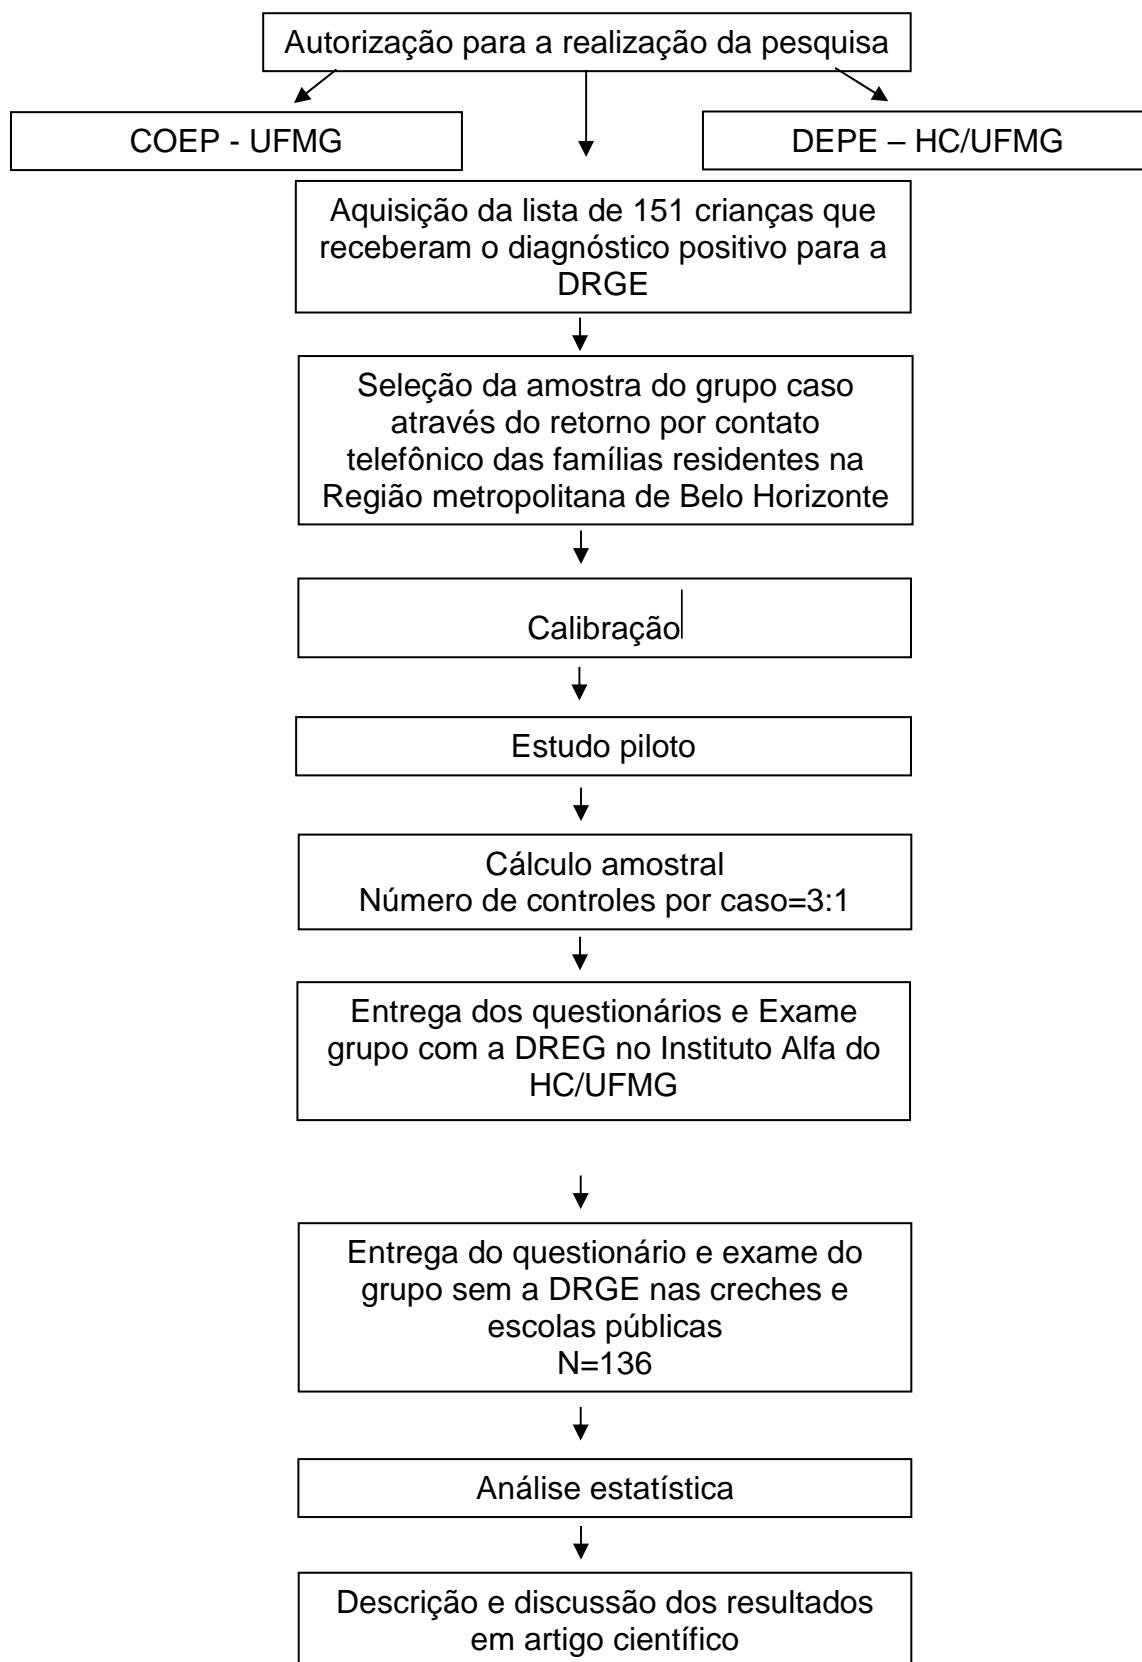 Autorização para a realização da pesquisa
COEP - UFMG
DEPE – HC/UFMG
Aquisição da lista de 151 crianças que
receberam o diagnóstico positivo para a
DRGE
Seleção da amostra do grupo caso
através do retorno por contato
telefônico das famílias residentes na
Região metropolitana de Belo Horizonte
Calibração
Estudo piloto
Cálculo amostral
Número de controles por caso=3:1
Entrega dos questionários e Exame
grupo com a DREG no Instituto Alfa do
HC/UFMG
Entrega do questionário e exame do
grupo sem a DRGE nas creches e
escolas públicas
N=136
Análise estatística
Descrição e discussão dos resultados
em artigo científico